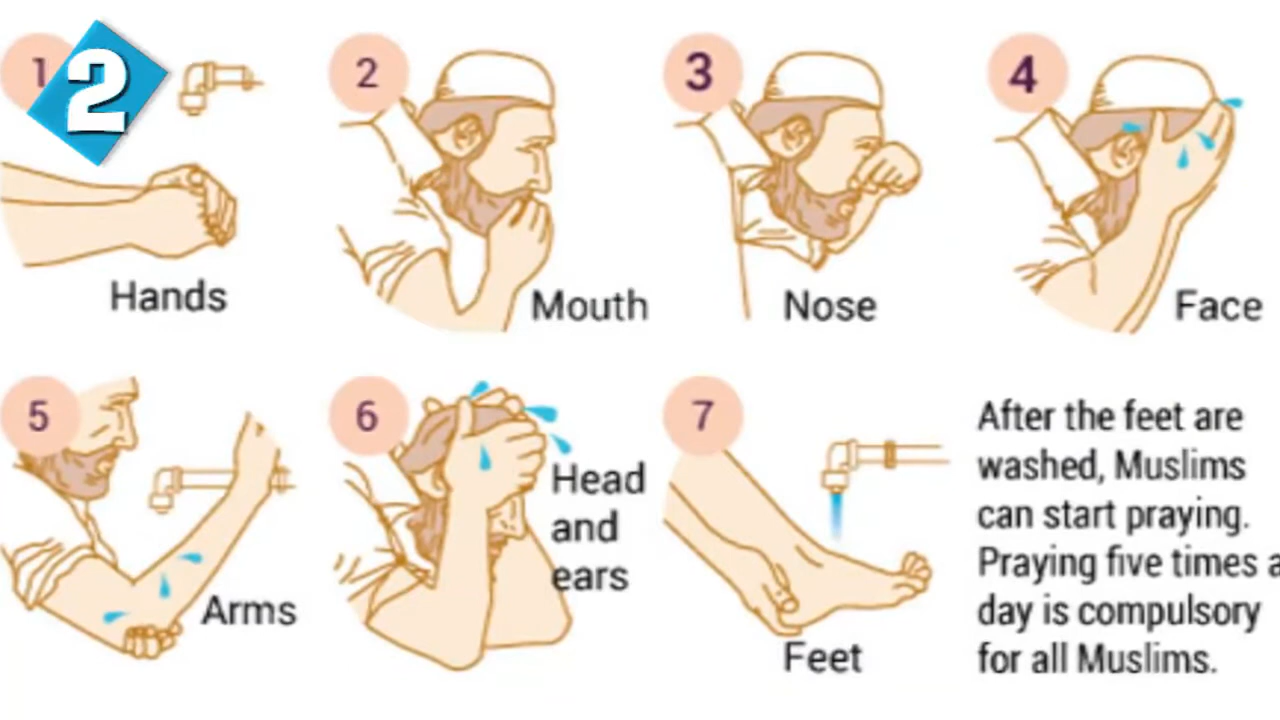 1
2
2
3
4
Hands
Mouth
Nose
Face
5
6
7
Head
and
ears
Arms
Feet
After the feet are
washed, Muslims
can start praying.
Praying five times a
day is compulsory
for all Muslims.